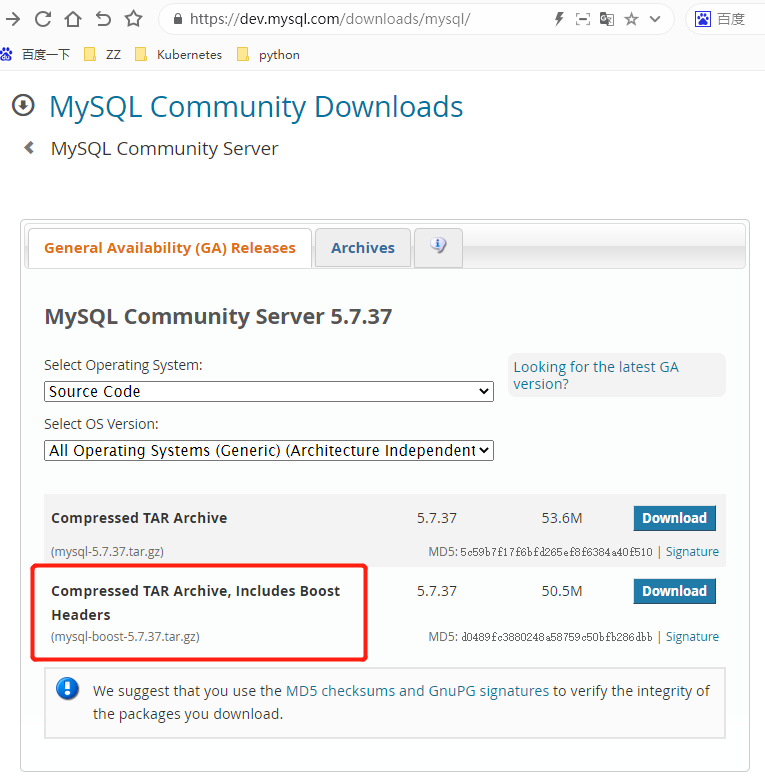 https://dev.mysql.com/downloads/mysql/
百度
百度一下 ZZ Kubernetes python
MySQL Community Downloads
MySQL Community Server
General Availability (GA) Releases Archives
MySQL Community Server 5.7.37
Select Operating System:
Looking for the latest GA
version?
Source Code
Select OS Version:
All Operating Systems (Generic) (Architecture Independent
Compressed TAR Archive 5.7.37 53.6M Download
(mysql-5.7.37.tar.gz) MD5: 5c59b7f17f6bfd265ef8f6384a40f510 | Signature
Compressed TAR Archive, Includes Boost 5.7.37 50.5M Download
Headers
(mysql-boost-5.7.37.tar.gz) MD5: d0489fc3880248a58759c50bfb286dbb | Signature
We suggest that you use the MD5 checksums and GnuPG signatures to verify the integrity of
the packages you download.